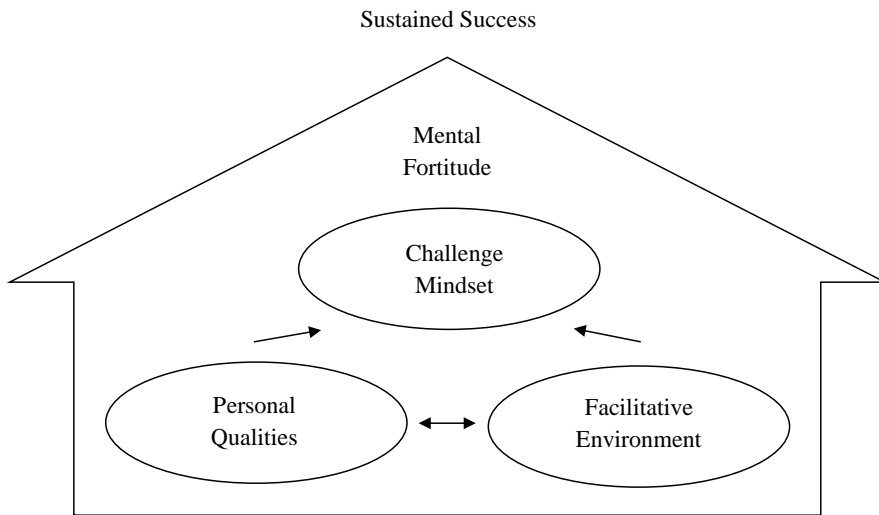 Sustained Success
Mental
Fortitude
Challenge
Mindset
Personal
Qualities
Facilitative
Environment